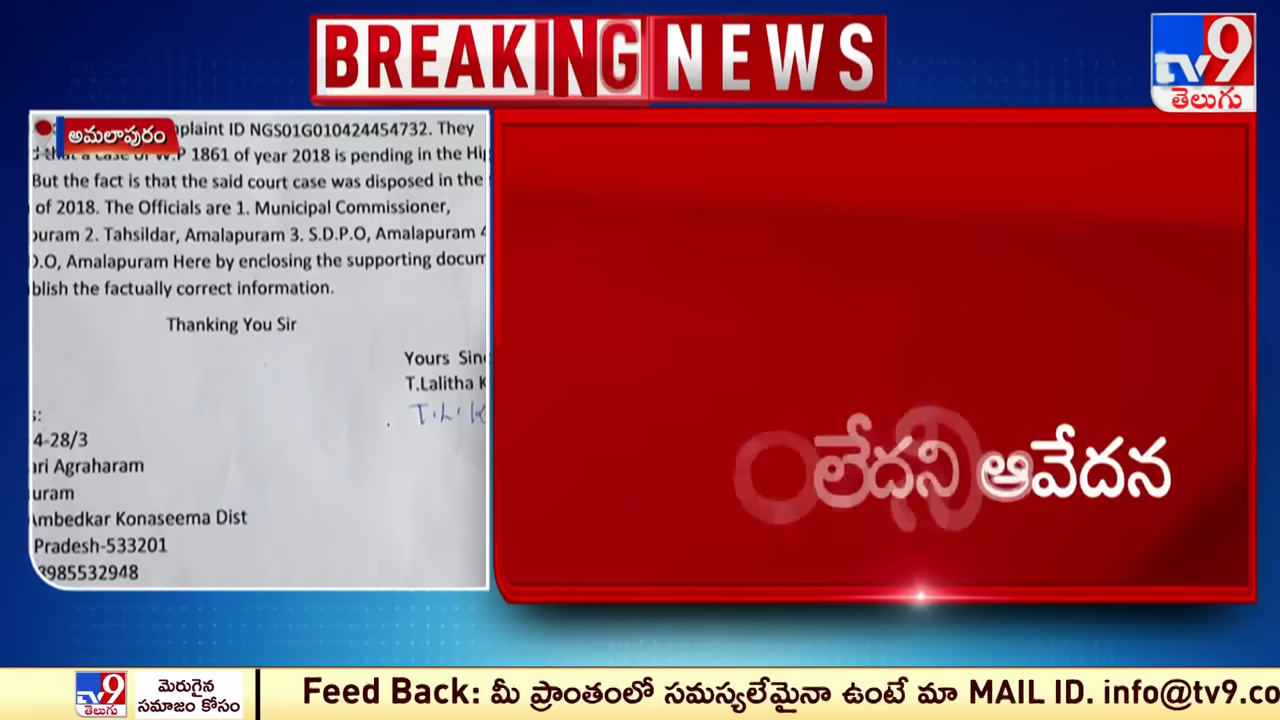 BREAKING NEWS
tv9
తెలుగు
అమలాపురం
plaint ID NGS01G010424454732. They
that a case of W.P 1861 of year 2018 is pending in the Hi
But the fact is that the said court case was disposed in the
of 2018. The Officials are 1. Municipal Commissioner,
puram 2. Tahsildar, Amalapuram 3. S.D.P.O, Amalapuram 4
D.O, Amalapuram Here by enclosing the supporting docum
blish the factually correct information.
Thanking You Sir
Yours Sin
T.Lalitha K
T.L.K
4-28/3
ari Agraharam
uram
Ambedkar Konaseema Dist
Pradesh-533201
3985532948
లేదని ఆవేదన
tv9
తెలుగు
మెరుగైన
సమాజం కోసం
Feed Back: మీ ప్రాంతంలో సమస్యలేమైనా ఉంటే మా MAIL ID. info@tv9.co